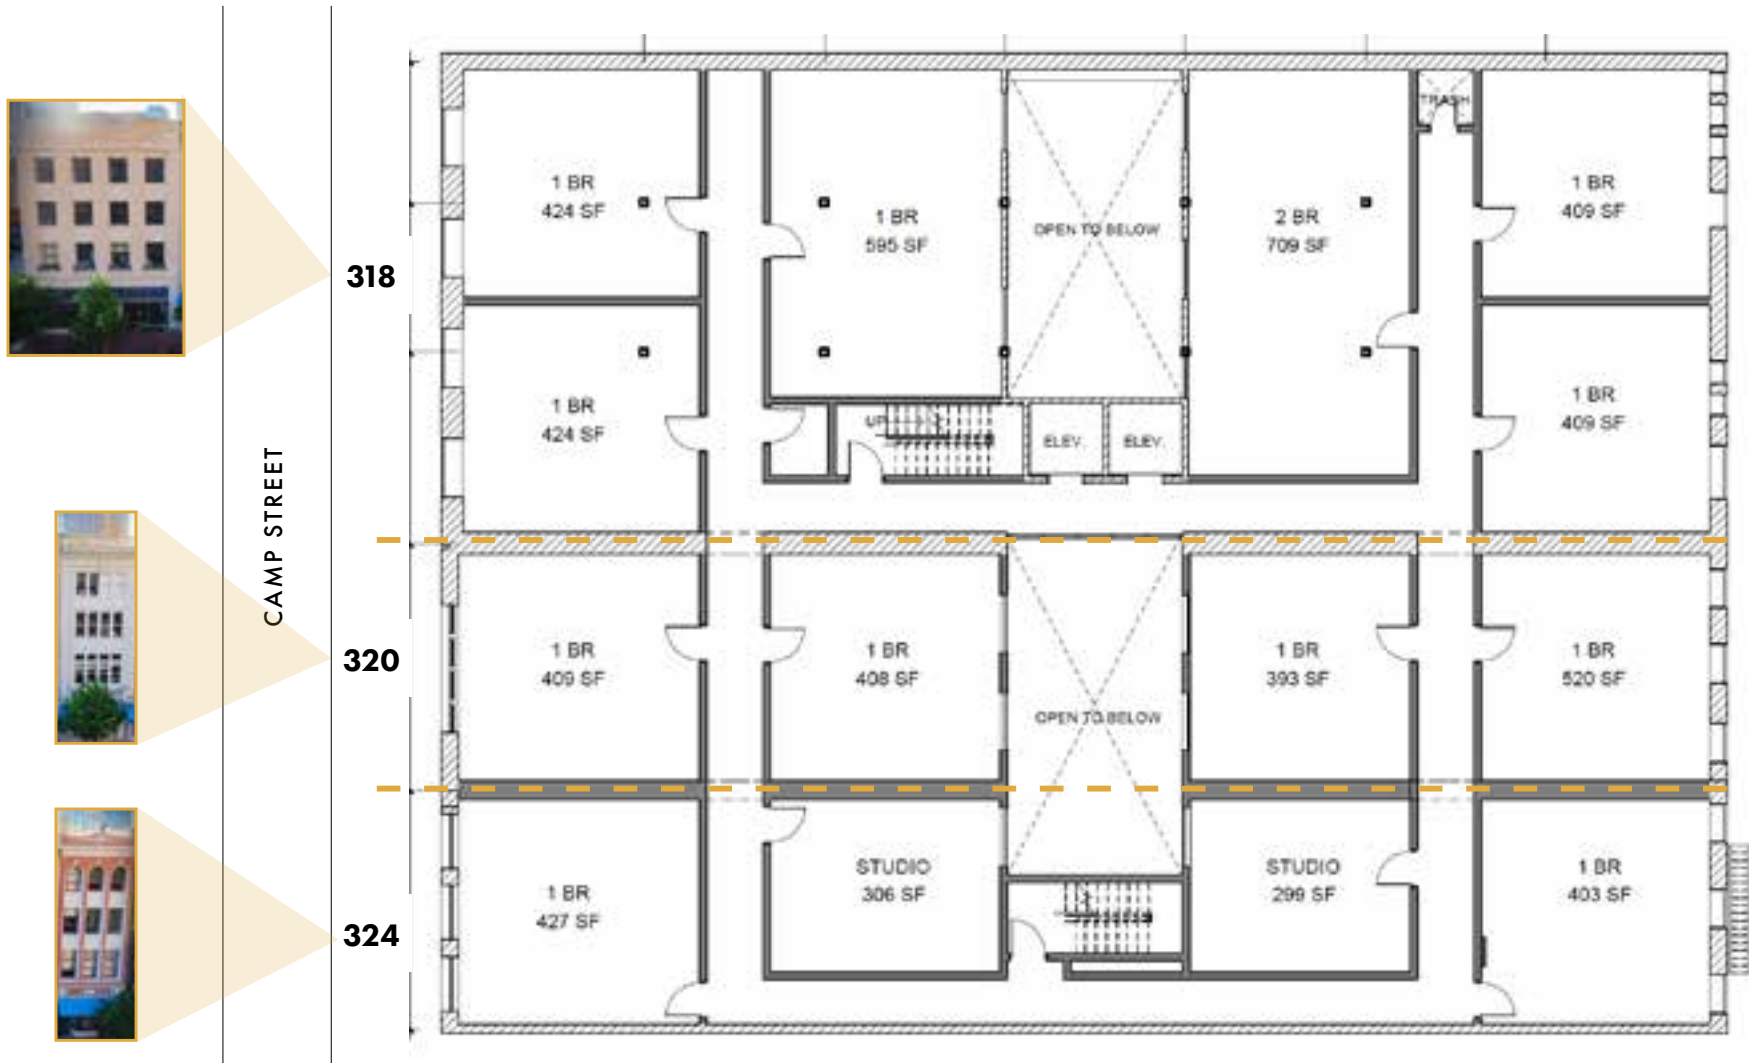 CAMP STREET
318
320
324
1 BR
424 SF
1 BR
595 SF
OPEN TO BELOW
2 BR
709 SF
TRASH
1 BR
409 SF
1 BR
424 SF
UP
ELEV.
ELEV.
1 BR
409 SF
1 BR
409 SF
1 BR
408 SF
OPEN TO BELOW
1 BR
393 SF
1 BR
520 SF
1 BR
427 SF
STUDIO
306 SF
STUDIO
299 SF
1 BR
403 SF